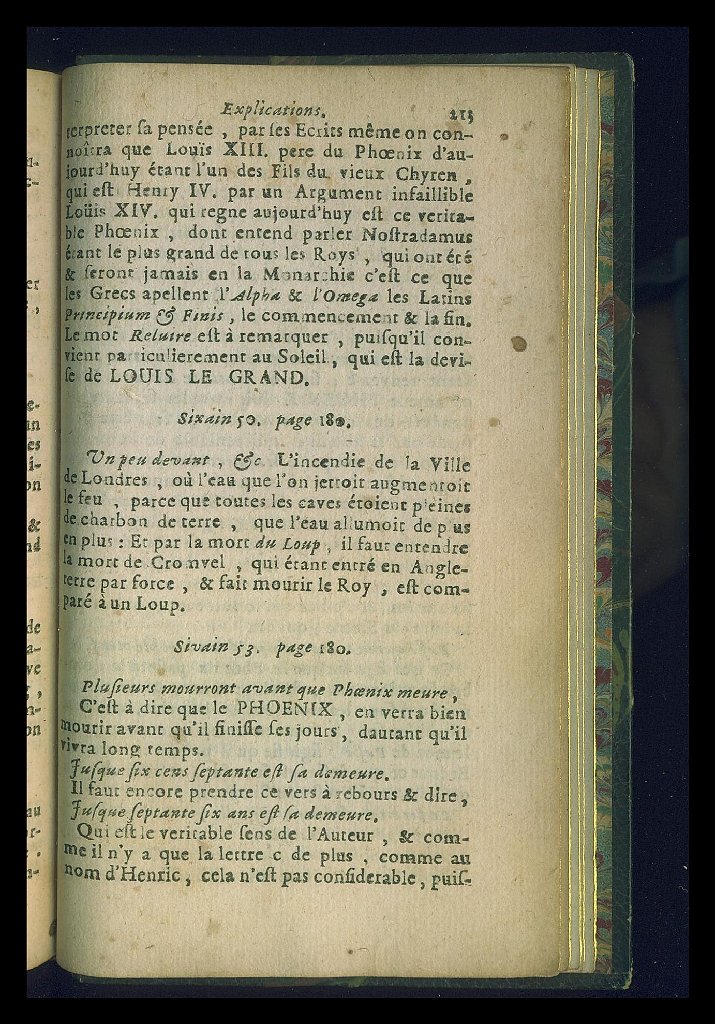 Explications. 213
terpreter ſa penſée , par ſes Ecrits même on con-
noîtra que Louïs XIII. pere du Phœnix d'au-
jourd'huy étant l'un des Fils du vieux Chyren ,
qui eſt Henry IV. par un Argument infaillible
Loüis XIV. qui regne aujourd'huy eſt ce verita-
ble Phœnix , dont entend parler Noſtradamus
étant le plus grand de tous les Roys , qui ont été
& ſeront jamais en la Monarchie c'eſt ce que
les Grecs apellent l'Alpha & l'Omega les Latins
Principium & Finis , le commencement & la fin.
Le mot Reluire eſt à remarquer , puiſqu'il con-
vient particulierement au Soleil , qui eſt la devi-
ſe de LOUIS LE GRAND.
Sixain 50. page 180.
Un peu devant , &c. L'incendie de la Ville
de Londres , où l'eau que l'on jettoit augmentoit
le feu , parce que toutes les caves étoient pleines
de charbon de terre , que l'eau allumoit de plus
en plus : Et par la mort du Loup , il faut entendre
la mort de Cromvel , qui étant entré en Angle-
terre par force , & fait mourir le Roy , eſt com-
paré à un Loup.
Sixain 53. page 180.
Pluſieurs mourront avant que Phœnix meure ,
C'eſt à dire que le PHOENIX , en verra bien
mourir avant qu'il finiſſe ſes jours , dautant qu'il
vivra long temps.
Juſque ſix cens ſeptante eſt ſa demeure.
Il faut encore prendre ce vers à rebours & dire ,
Juſque ſeptante ſix ans eſt ſa demeure.
Qui eſt le veritable ſens de l'Auteur , & com-
me il n'y a que la lettre c de plus , comme au
nom d'Henric , cela n'eſt pas conſiderable , puiſ-